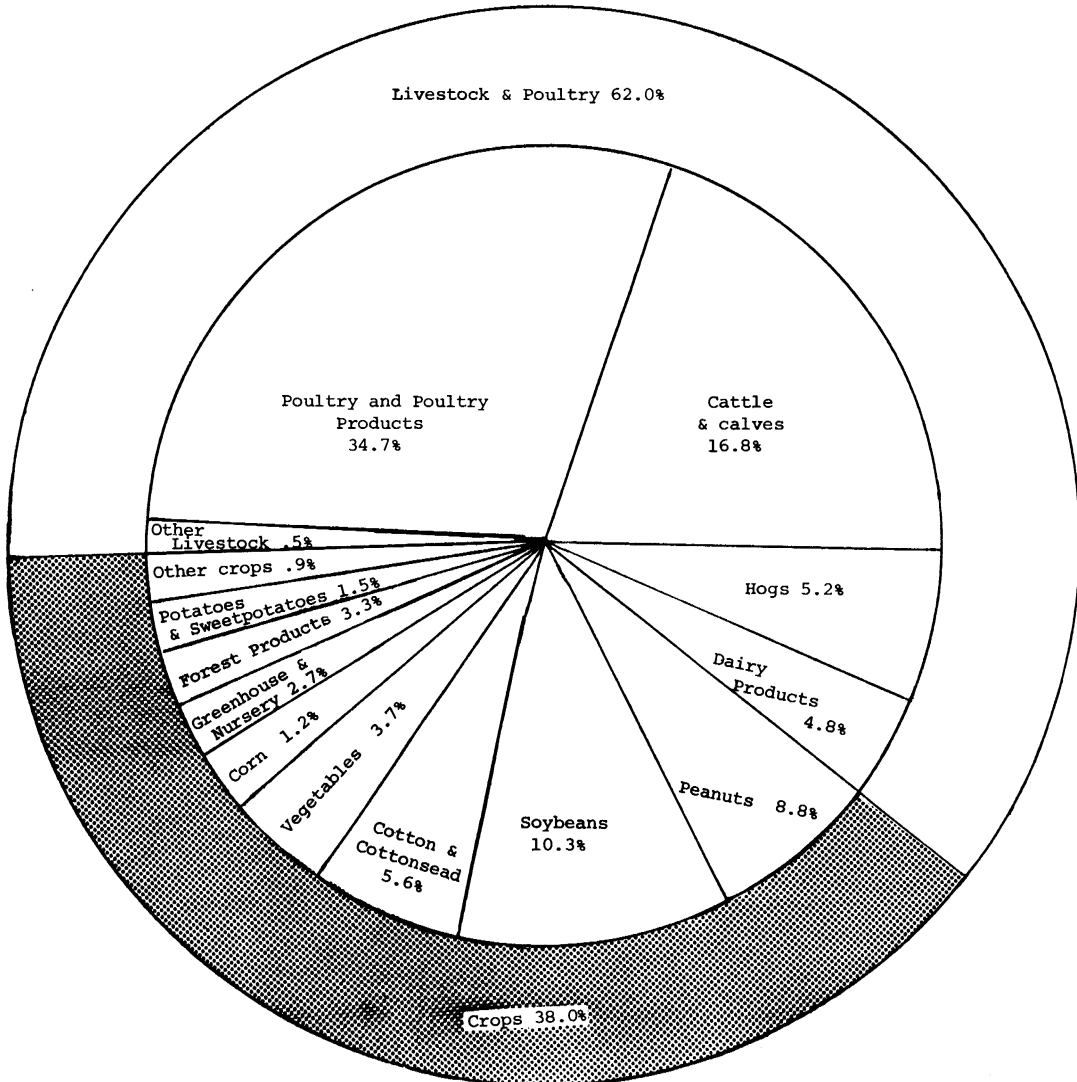 Livestock & Poultry 62.0%
Poultry and Poultry
Products
34.7%
Cattle
& calves
16.8%
Other
Livestock .5%
Other crops .9%
Potatoes
& Sweetpotatoes 1.5%
Forest Products 3.3%
Greenhouse &
Nursery 2.7%
Corn 1.2%
Vegetables 3.7%
Cotton &
Cottonsead
5.6%
Soybeans
10.3%
Peanuts 8.8%
Dairy
Products
4.8%
Hogs 5.2%
Crops 38.0%